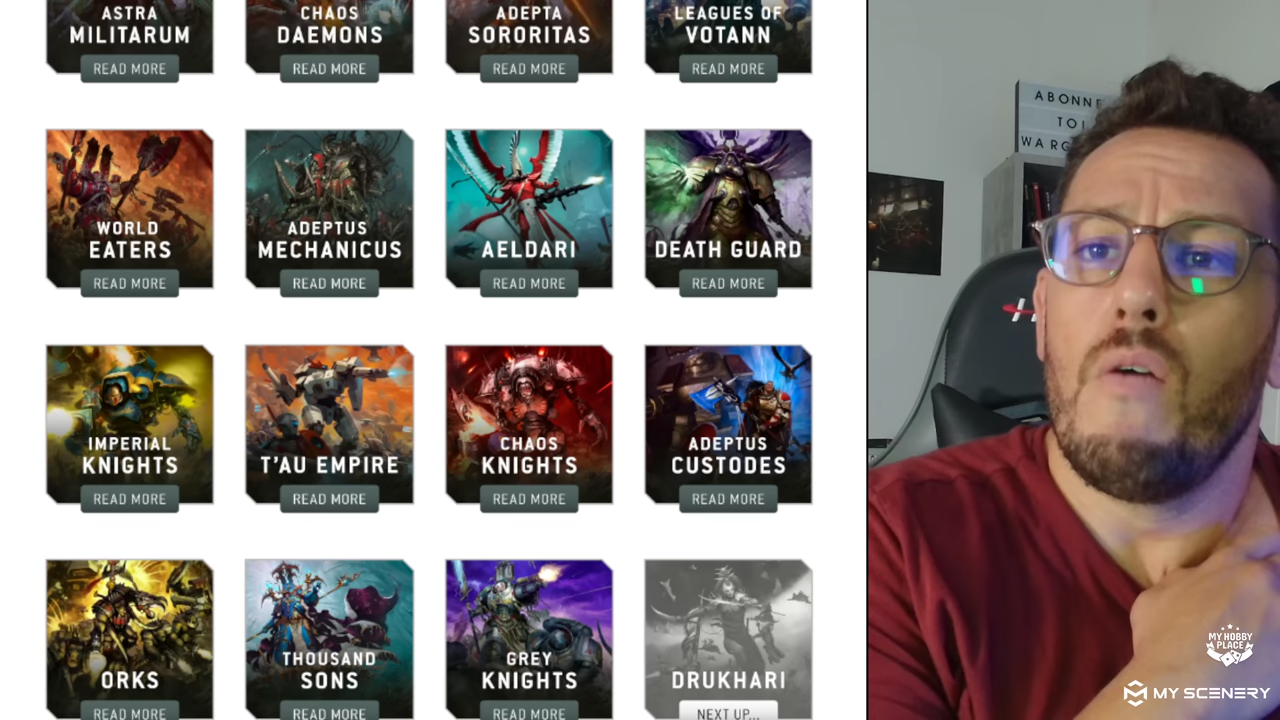 ASTRA
MILITARUM
READ MORE
CHAOS
DAEMONS
READ MORE
ADEPTA
SORORITAS
READ MORE
LEAGUES OF
VOTANN
READ MORE
WORLD
EATERS
READ MORE
ADEPTUS
MECHANICUS
READ MORE
AELDARI
READ MORE
DEATH GUARD
READ MORE
IMPERIAL
KNIGHTS
READ MORE
T'AU EMPIRE
READ MORE
CHAOS
KNIGHTS
READ MORE
ADEPTUS
CUSTODES
READ MORE
ORKS
READ MORE
THOUSAND
SONS
READ MORE
GREY
KNIGHTS
READ MORE
DRUKHARI
NEXT UP...
MY HOBBY
PLACE
MY SCENERY